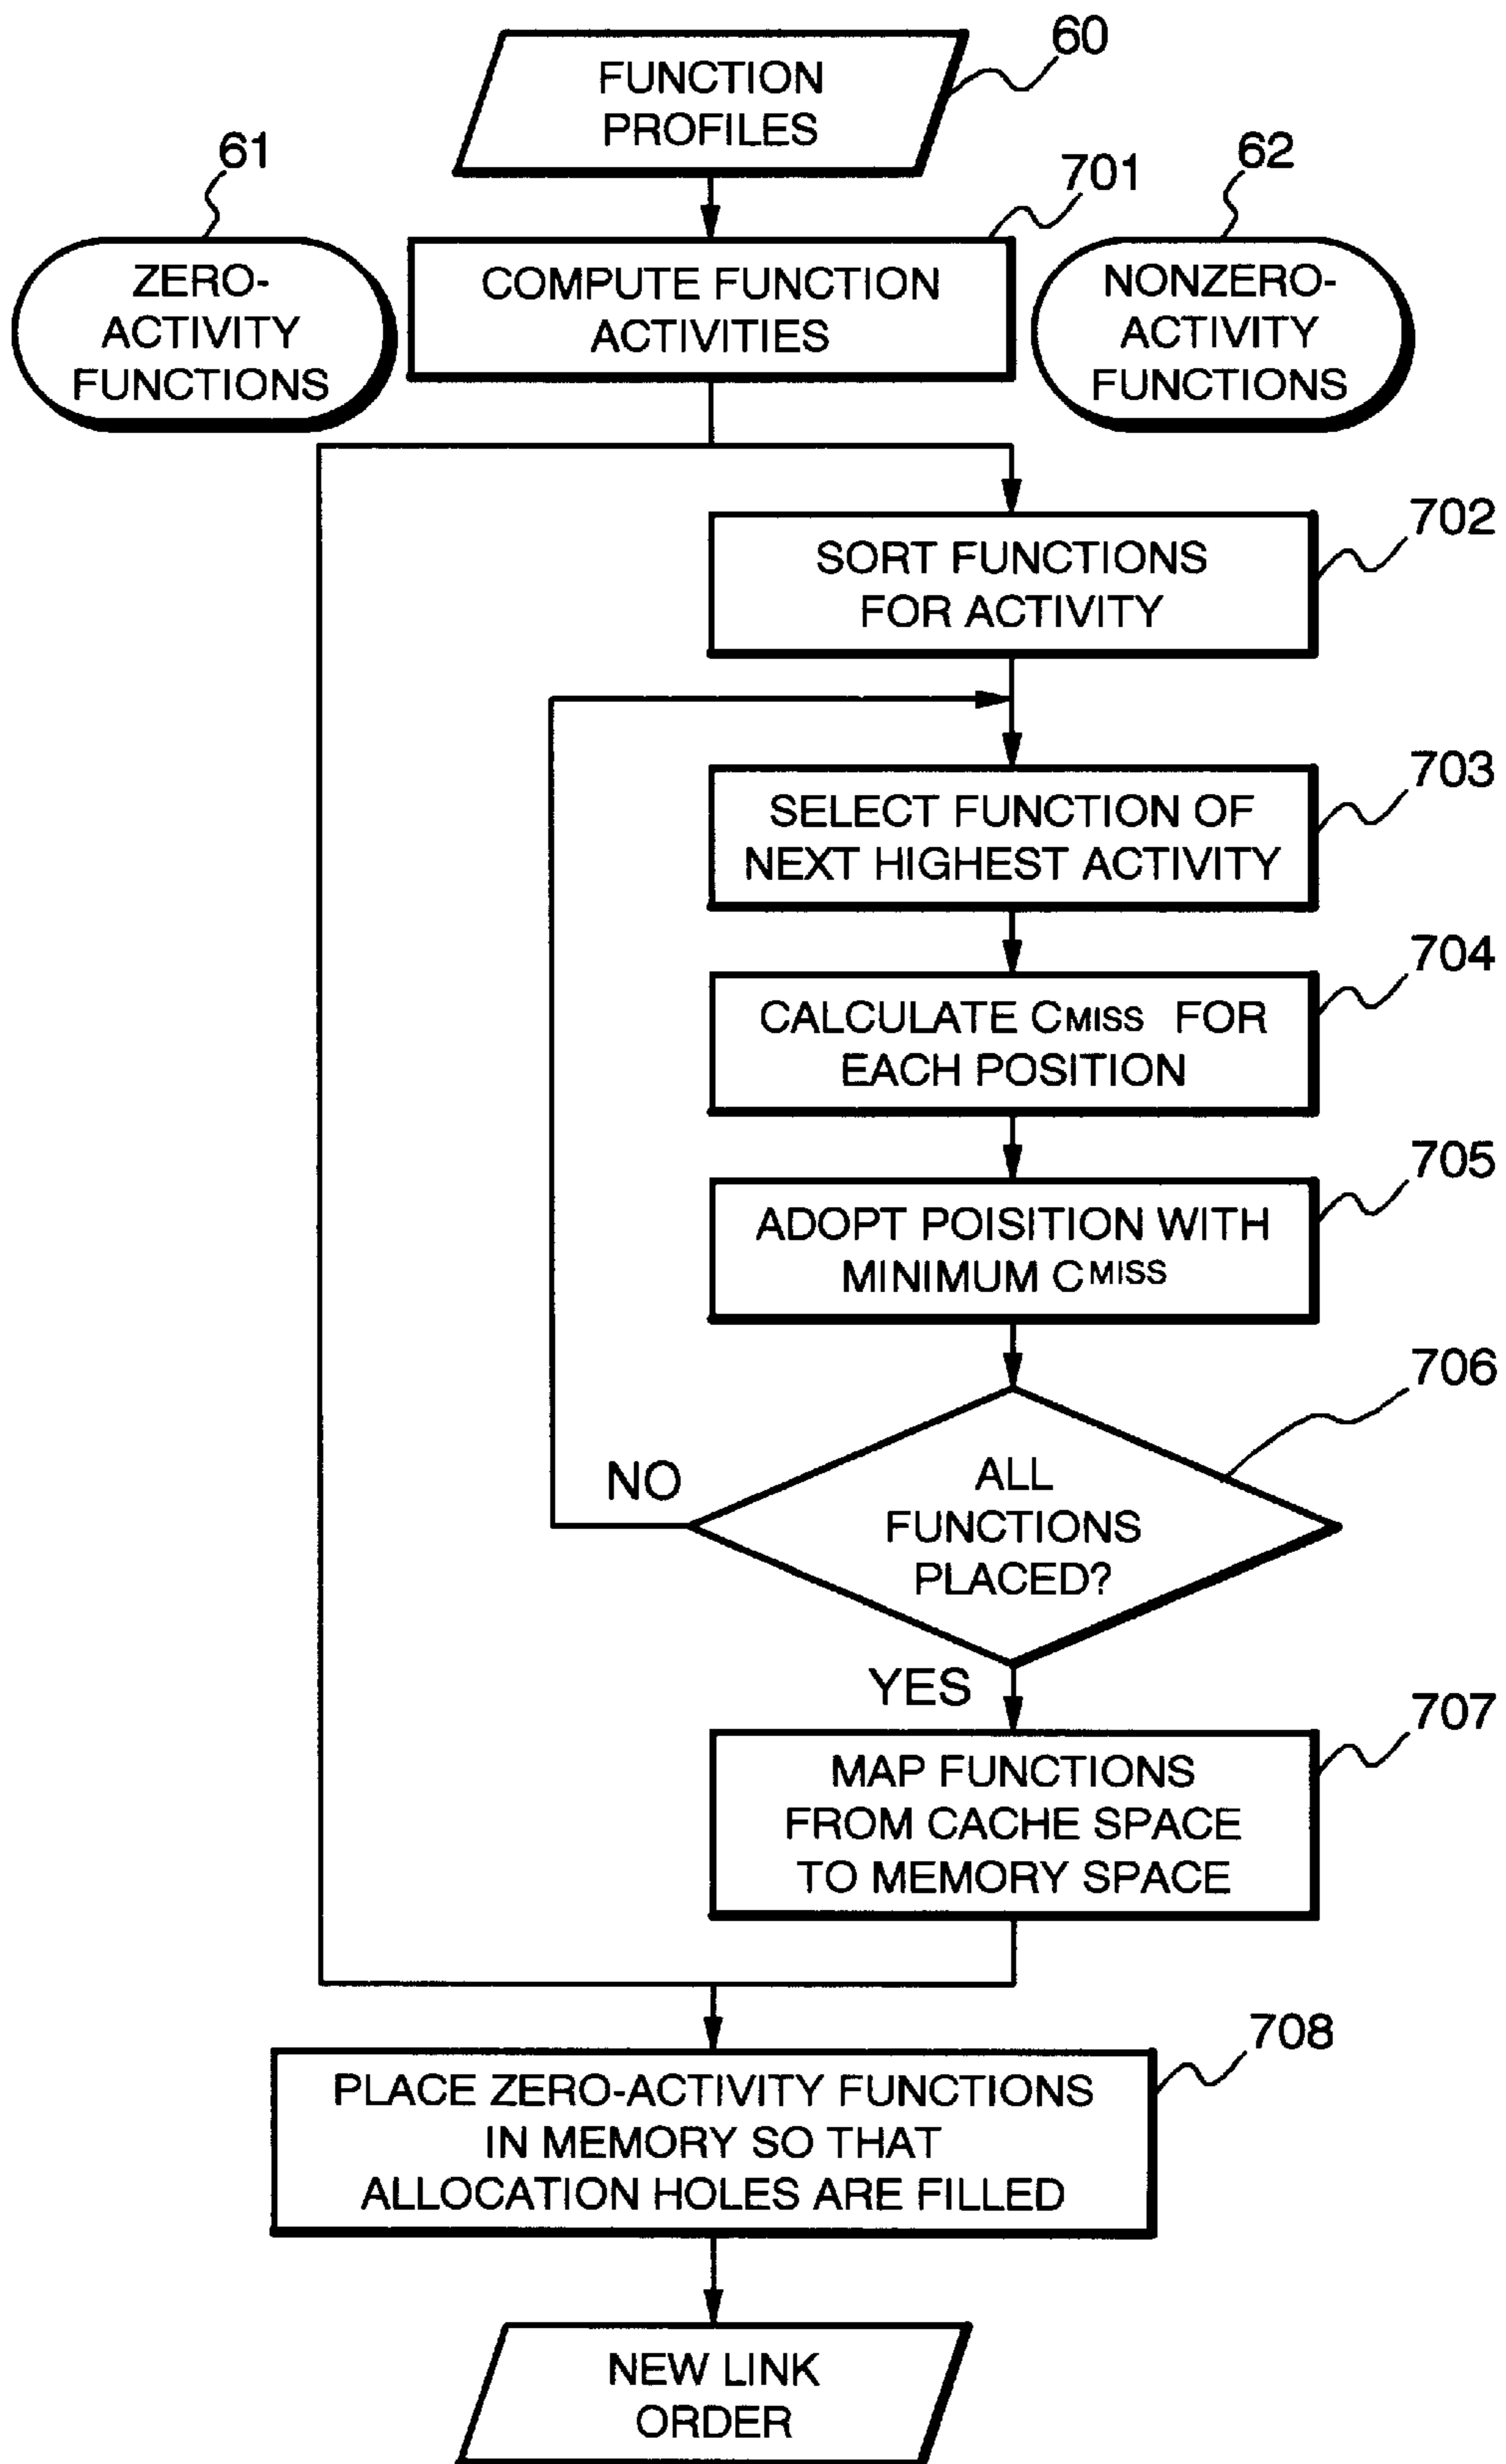 60
FUNCTION
PROFILES
61
701
62
ZERO-
ACTIVITY
FUNCTIONS
COMPUTE FUNCTION
ACTIVITIES
NONZERO-
ACTIVITY
FUNCTIONS
702
SORT FUNCTIONS
FOR ACTIVITY
703
SELECT FUNCTION OF
NEXT HIGHEST ACTIVITY
704
CALCULATE CMISS FOR
EACH POSITION
705
ADOPT POISITION WITH
MINIMUM CMISS
706
NO
ALL
FUNCTIONS
PLACED?
YES
707
MAP FUNCTIONS
FROM CACHE SPACE
TO MEMORY SPACE
708
PLACE ZERO-ACTIVITY FUNCTIONS
IN MEMORY SO THAT
ALLOCATION HOLES ARE FILLED
NEW LINK
ORDER